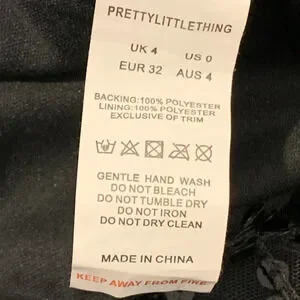 PRETTYLITTLETHING
UK 4 US 0
EUR 32 AUS 4
BACKING:100% POLYESTER
LINING:100% POLYESTER
EXCLUSIVE OF TRIM
GENTLE HAND WASH
DO NOT BLEACH
DO NOT TUMBLE DRY
DO NOT IRON
DO NOT DRY CLEAN
MADE IN CHINA
KEEP AWAY FROM FIRE